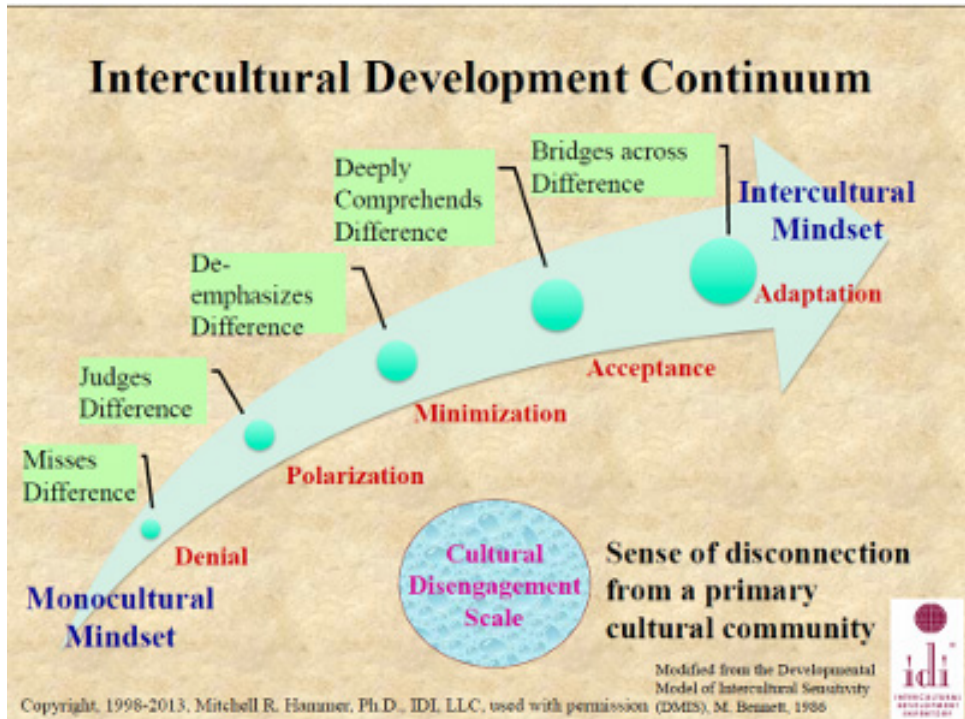 Intercultural Development Continuum
Bridges across
Difference
Deeply
Comprehends
Difference
Intercultural
Mindset
De-
emphasizes
Difference
Adaptation
Judges
Difference
Acceptance
Minimization
Misses
Difference
Polarization
Denial
Cultural
Disengagement
Scale
Sense of disconnection
from a primary
cultural community
Monocultural
Mindset
idi
INTERCULTURAL
DEVELOPMENT
INVENTORY
Modified from the Developmental
Model of Intercultural Sensitivity
Copyright, 1998-2013, Mitchell R. Hammer, Ph.D., IDI, LLC, used with permission (DMIS), M. Bennett, 1986